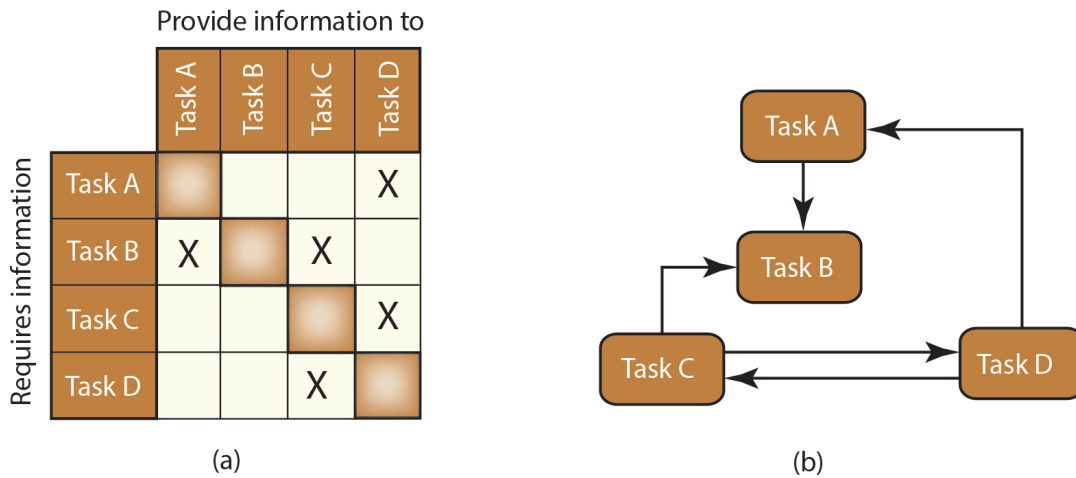 Provide information to
Task A
Task B
Task C
Task D
Requires information
Task A
X
Task B
X X
Task C
X
Task D
X
(a)
Task A
Task B
Task C
Task D
(b)